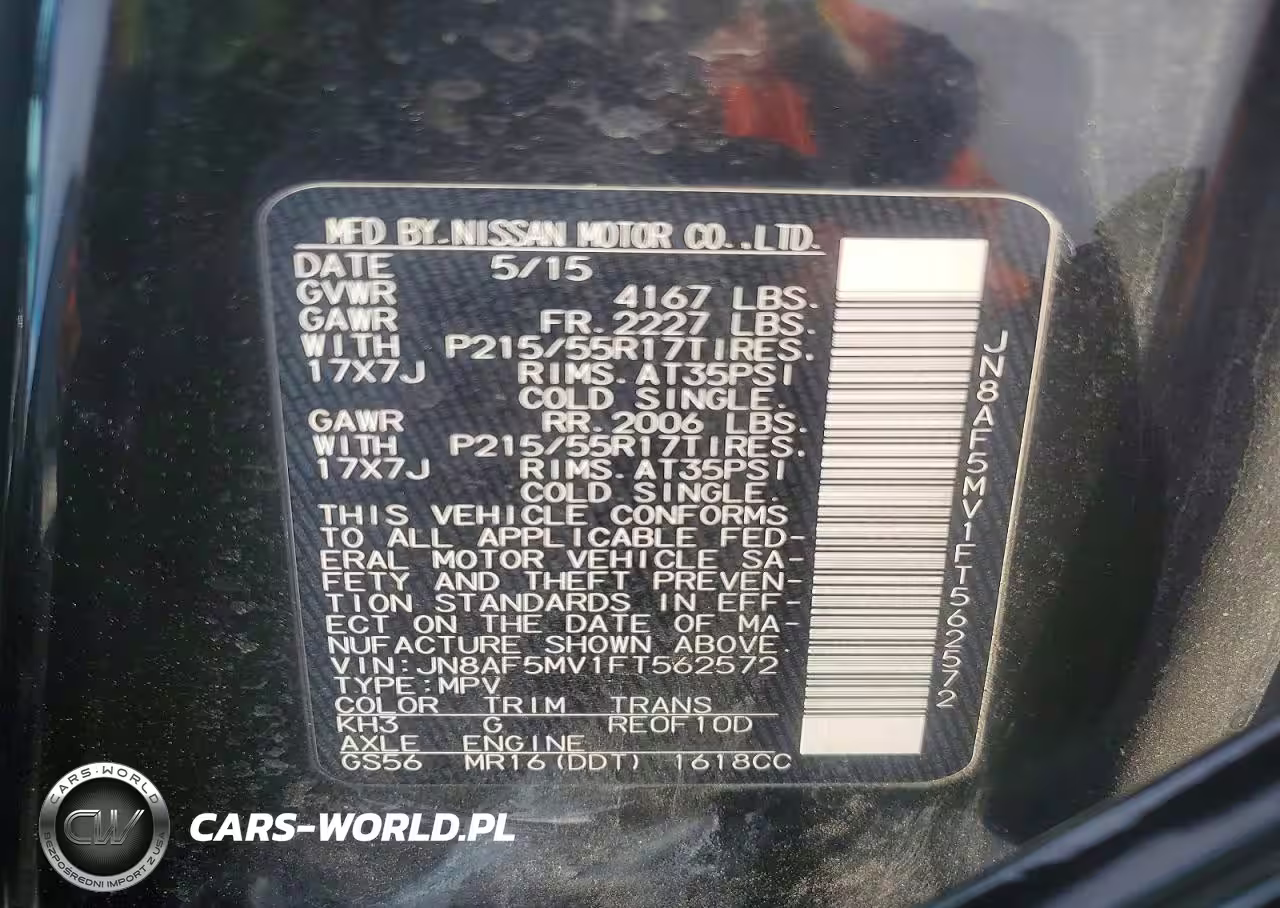 MFD BY.NISSAN MOTOR CO.,LTD.
DATE 5/15
GVWR 4167 LBS.
GAWR FR. 2227 LBS.
WITH P215/55R17TIRES.
17X7J RIMS. AT35PSI
COLD SINGLE.
GAWR RR. 2006 LBS.
WITH P215/55R17TIRES.
17X7J RIMS. AT35PSI
COLD SINGLE.
THIS VEHICLE CONFORMS
TO ALL APPLICABLE FED-
ERAL MOTOR VEHICLE SA-
FETY AND THEFT PREVEN-
TION STANDARDS IN EFF-
ECT ON THE DATE OF MA-
NUFACTURE SHOWN ABOVE.
VIN:JN8AF5MV1FT562572
TYPE:MPV
COLOR TRIM TRANS
KH3 G RE0F10D
AXLE ENGINE
GS56 MR16(DDT) 1618CC
JN8AF5MV1FT562572
CARS-WORLD
CW
BEZPOŚREDNI IMPORT Z USA
CARS-WORLD.PL